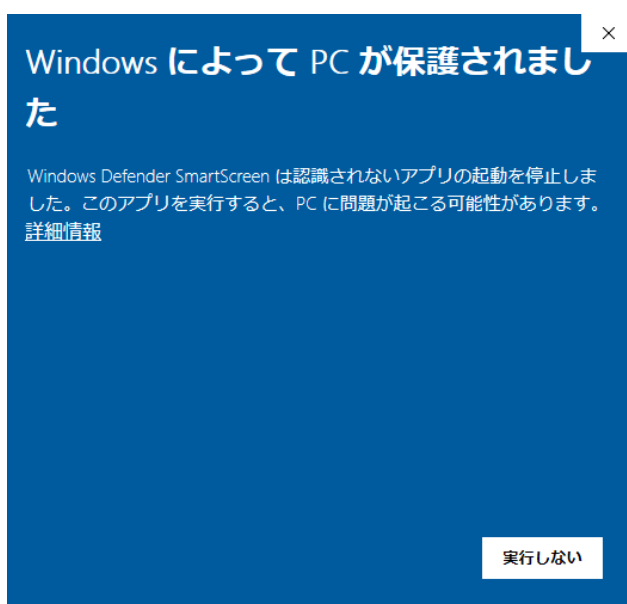 Windows によって PC が保護されまし
た
Windows Defender SmartScreen は認識されないアプリの起動を停止しま
した。このアプリを実行すると、PC に問題が起こる可能性があります。
詳細情報
実行しない